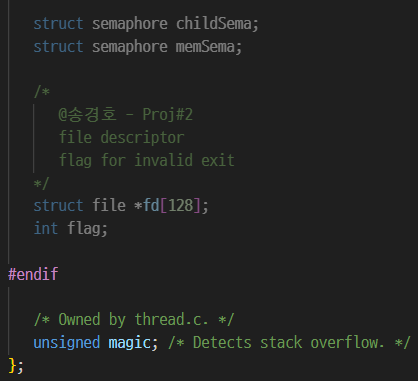 struct semaphore childSema;
struct semaphore memSema;
/*
@송경호 - Proj#2
file descriptor
flag for invalid exit
*/
struct file *fd[128];
int flag;
#endif
/* Owned by thread.c. */
unsigned magic; /* Detects stack overflow. */
};